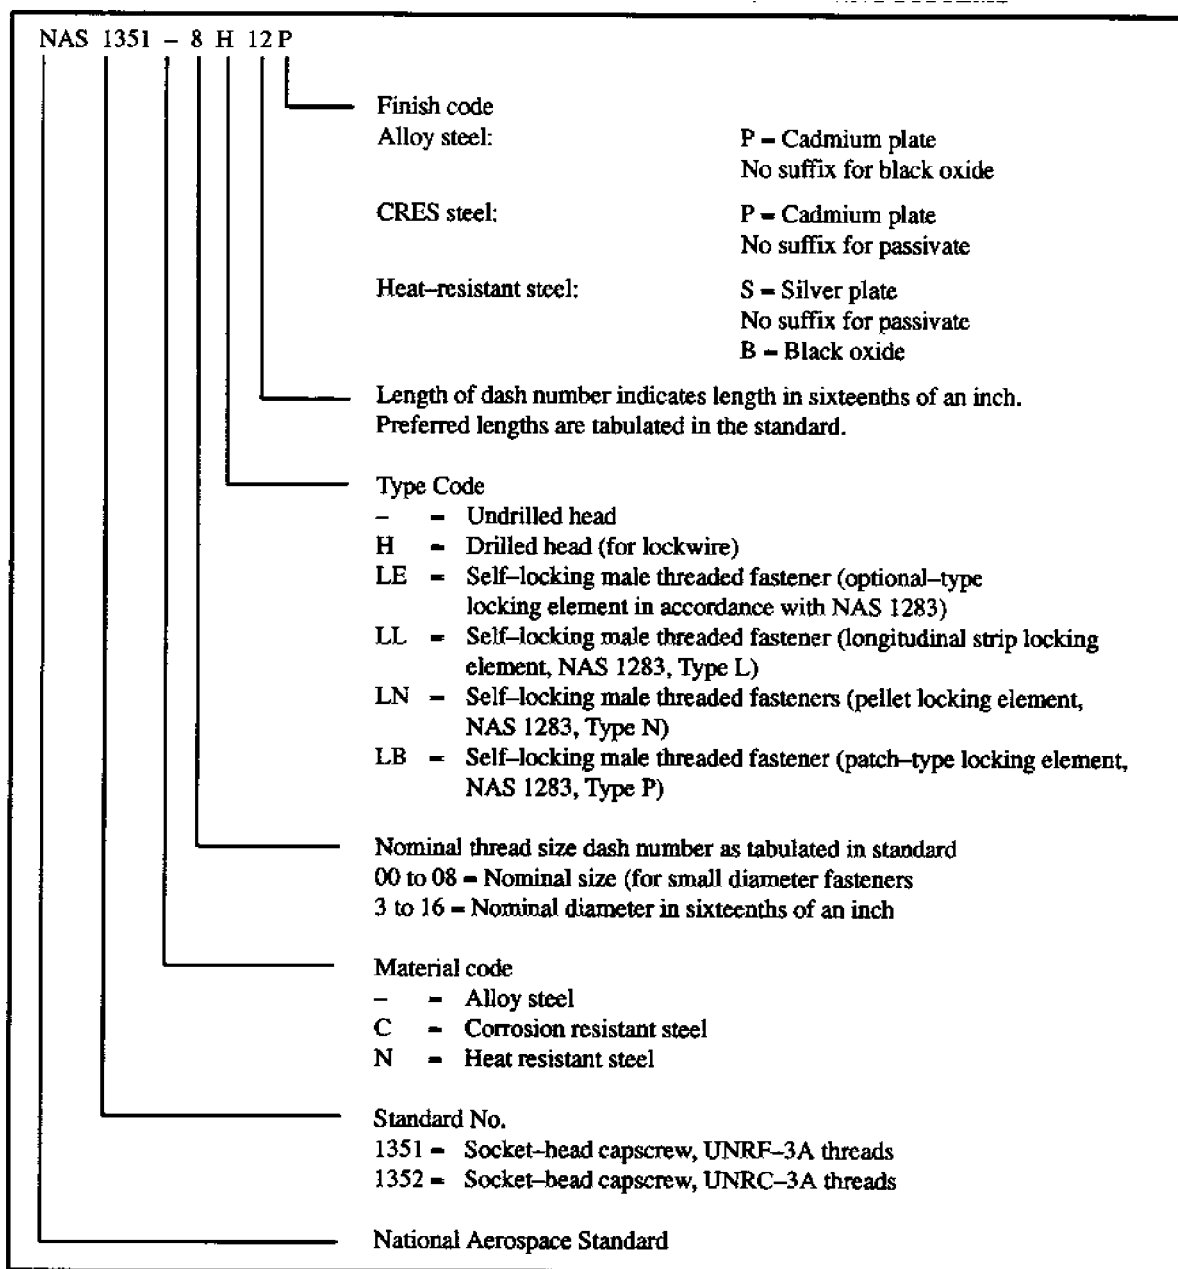 NAS 1351 – 8 H 12 P
Finish code
Alloy steel: P = Cadmium plate
No suffix for black oxide
CRES steel: P = Cadmium plate
No suffix for passivate
Heat–resistant steel: S = Silver plate
No suffix for passivate
B = Black oxide
Length of dash number indicates length in sixteenths of an inch.
Preferred lengths are tabulated in the standard.
Type Code
– = Undrilled head
H = Drilled head (for lockwire)
LE = Self–locking male threaded fastener (optional–type
locking element in accordance with NAS 1283)
LL = Self–locking male threaded fastener (longitudinal strip locking
element, NAS 1283, Type L)
LN = Self–locking male threaded fasteners (pellet locking element,
NAS 1283, Type N)
LB = Self–locking male threaded fastener (patch–type locking element,
NAS 1283, Type P)
Nominal thread size dash number as tabulated in standard
00 to 08 = Nominal size (for small diameter fasteners
3 to 16 = Nominal diameter in sixteenths of an inch
Material code
– = Alloy steel
C = Corrosion resistant steel
N = Heat resistant steel
Standard No.
1351 = Socket–head capscrew, UNRF–3A threads
1352 = Socket–head capscrew, UNRC–3A threads
National Aerospace Standard